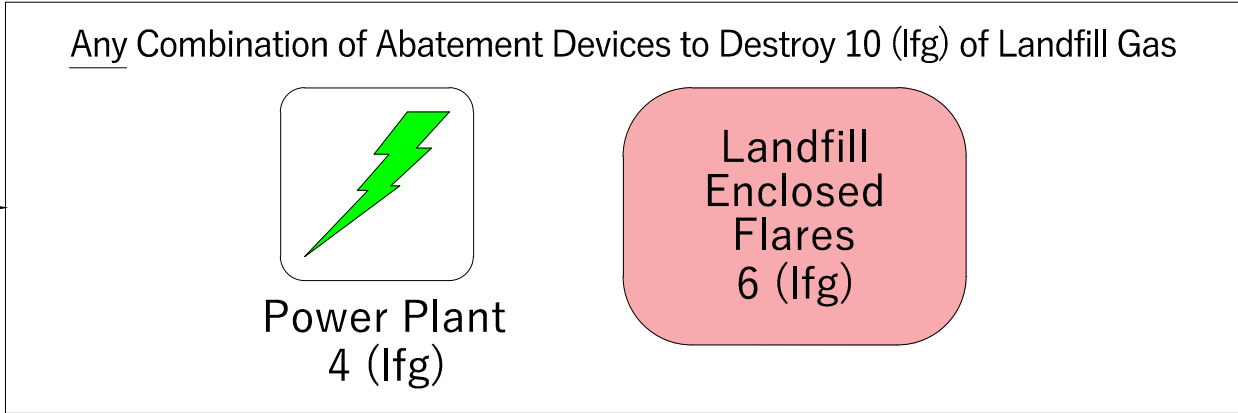 Any Combination of Abatement Devices to Destroy 10 (lfg) of Landfill Gas
Power Plant
4 (lfg)
Landfill
Enclosed
Flares
6 (lfg)